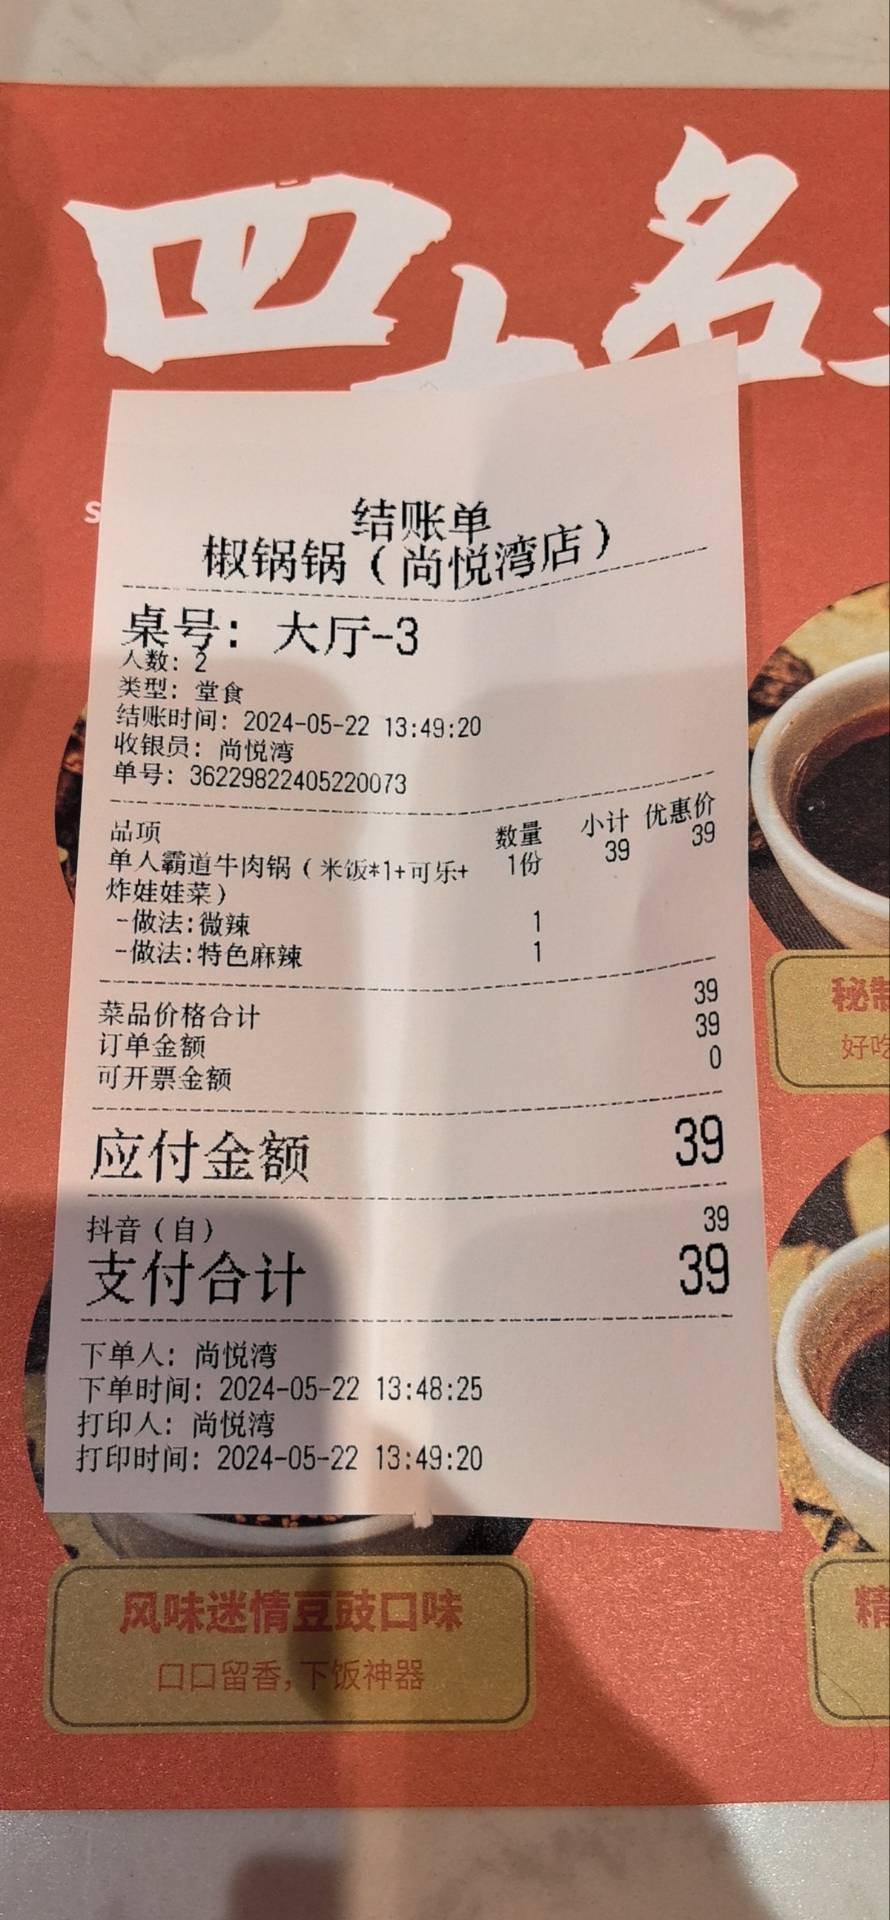 四大名
S
结账单
椒锅锅（尚悦湾店）
桌号: 大厅-3
人数: 2
类型: 堂食
结账时间: 2024-05-22 13:49:20
收银员: 尚悦湾
单号: 36229822405220073
品项 数量 小计 优惠价
单人霸道牛肉锅（米饭*1+可乐+ 1份 39 39
炸娃娃菜）
-做法:微辣 1
-做法:特色麻辣 1
菜品价格合计 39
订单金额 39
可开票金额 0
应付金额 39
抖音（自） 39
支付合计 39
下单人: 尚悦湾
下单时间: 2024-05-22 13:48:25
打印人: 尚悦湾
打印时间: 2024-05-22 13:49:20
秘制
好吃
风味迷情豆豉口味
口口留香,下饭神器
精